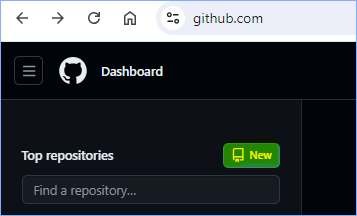 github.com
Dashboard
Top repositories
New
Find a repository...